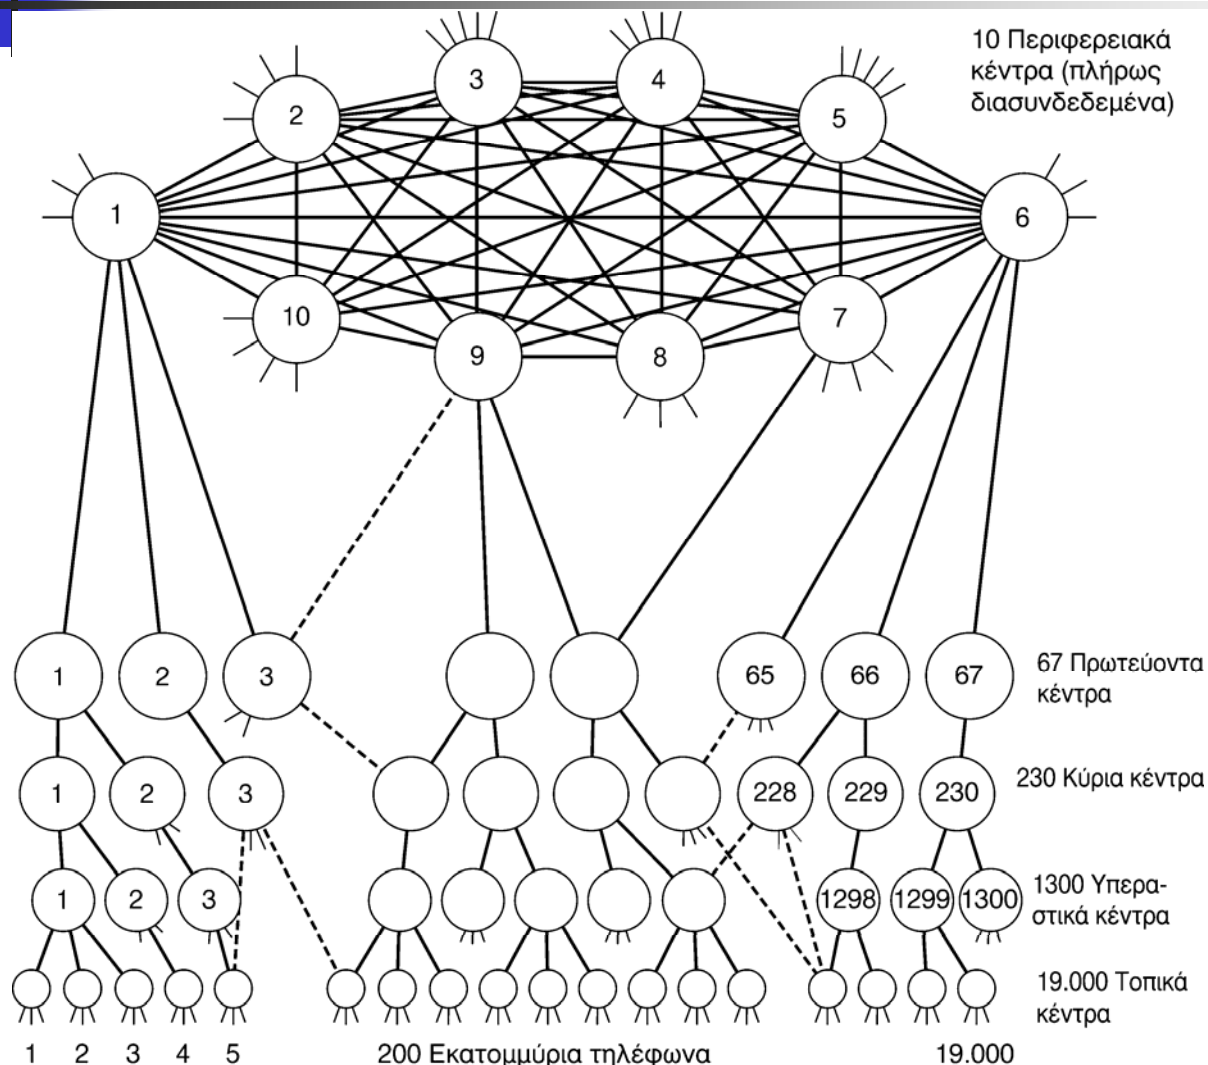 10 Περιφερειακά
κέντρα (πλήρως
διασυνδεδεμένα)
3
4
2
5
1
6
10
7
9
8
1
2
3
65
66
67
67 Πρωτεύοντα
κέντρα
1
2
3
228
229
230
230 Κύρια κέντρα
1
2
3
1298
1299
1300
1300 Υπερα-
στικά κέντρα
19.000 Τοπικά
κέντρα
1 2 3 4 5
200 Εκατομμύρια τηλέφωνα
19.000